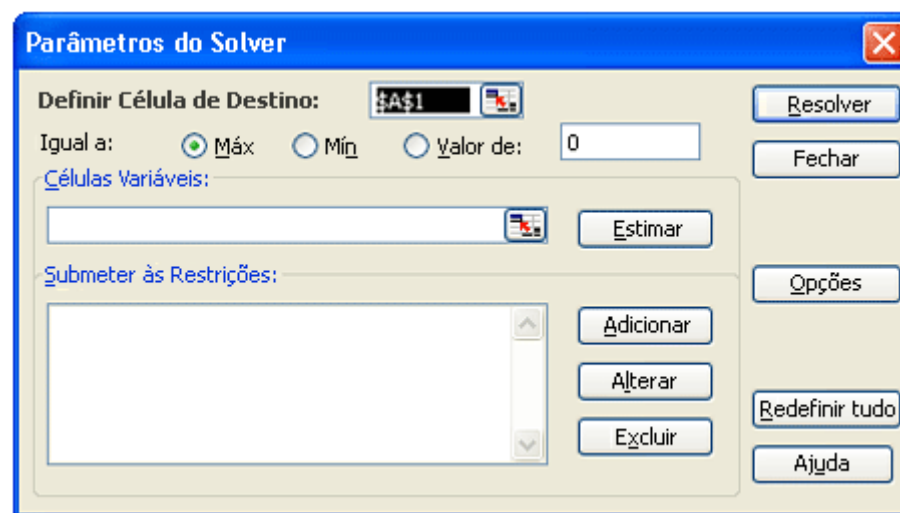 Parâmetros do Solver
Definir Célula de Destino: $A$1
Resolver
Igual a: Máx Mín Valor de: 0
Fechar
Células Variáveis:
Estimar
Submeter às Restrições:
Opções
Adicionar
Alterar
Redefinir tudo
Excluir
Ajuda